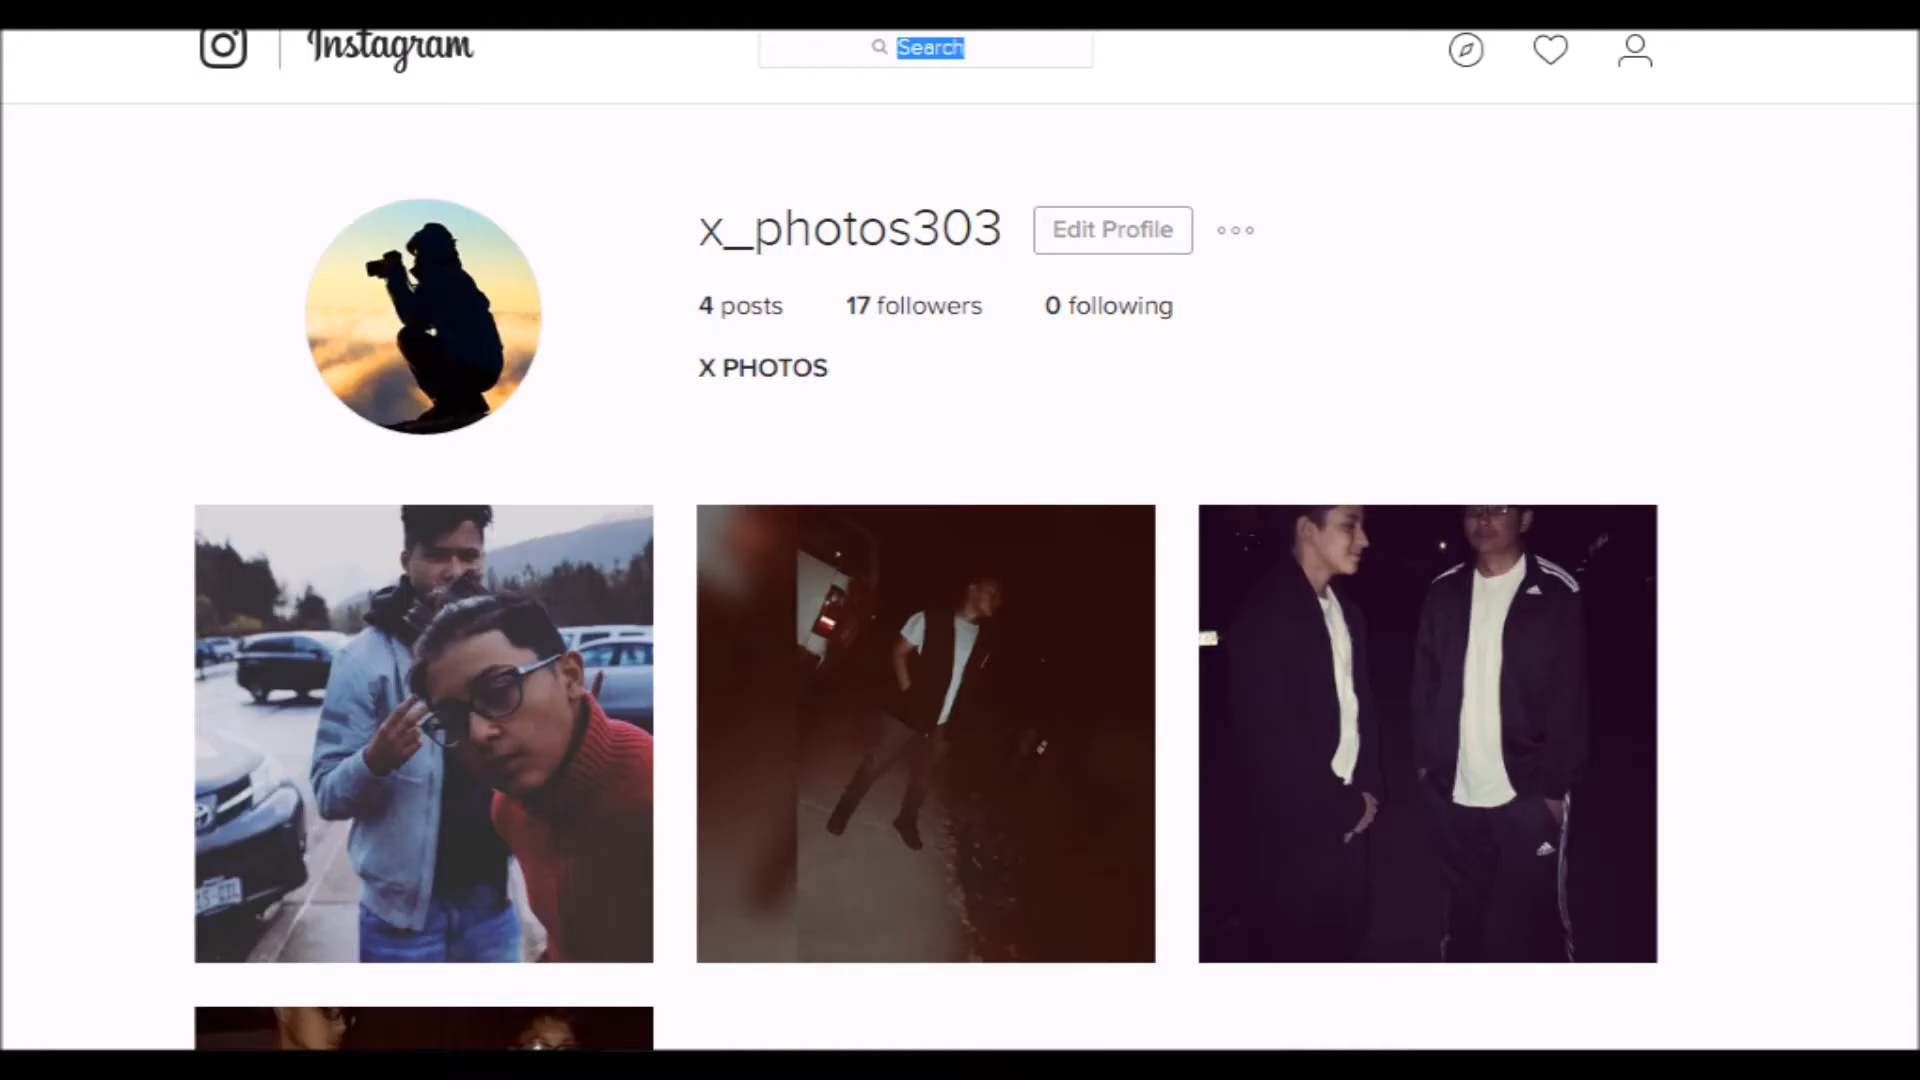 Instagram
Search
x_photos303
Edit Profile
4 posts 17 followers 0 following
X PHOTOS